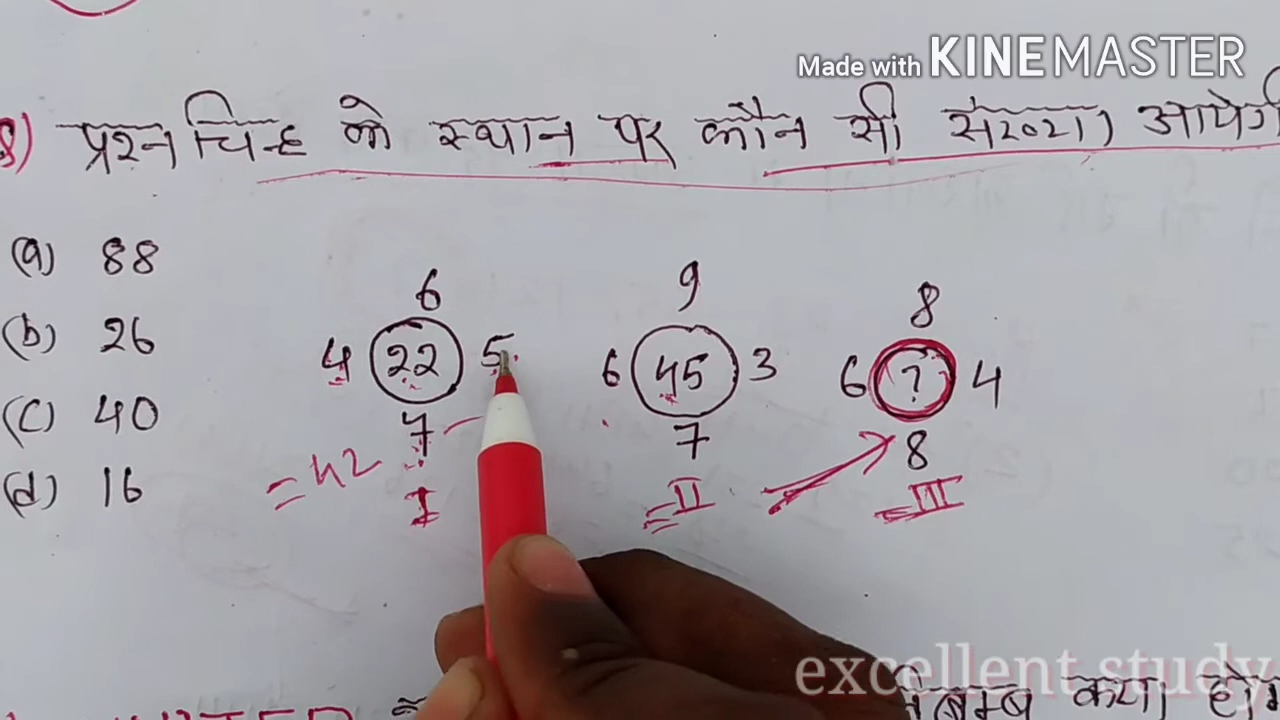 Made with KINEMASTER
8) प्रश्न चिन्ह के स्थान पर कौन सी संख्या आयेगी
(a) 88
(b) 26
(c) 40
(d) 16
6 9 8
4 22 5 6 45 3 6 ? 4
7 7 8
= 42
I II III
excellent study